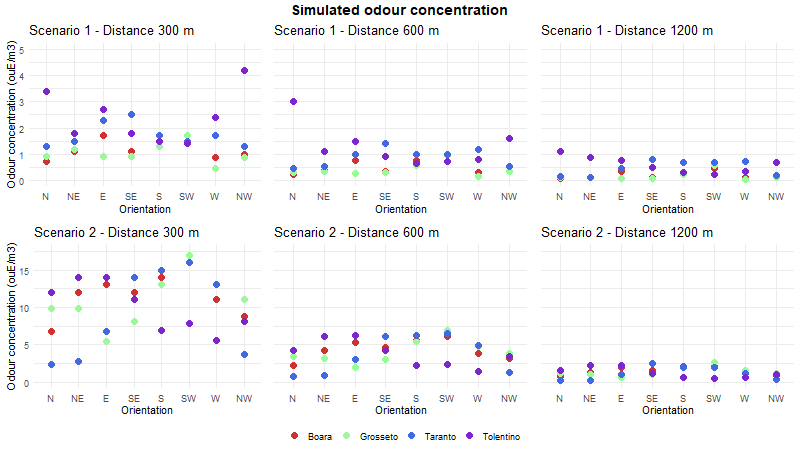 Simulated odour concentration
Scenario 1 - Distance 300 m
Scenario 1 - Distance 600 m
Scenario 1 - Distance 1200 m
Odour concentration (ouE/m3)
5
4
3
2
1
0
N NE E SE S SW W NW
N NE E SE S SW W NW
N NE E SE S SW W NW
Orientation
Orientation
Orientation
Scenario 2 - Distance 300 m
Scenario 2 - Distance 600 m
Scenario 2 - Distance 1200 m
Odour concentration (ouE/m3)
15
10
5
0
N NE E SE S SW W NW
N NE E SE S SW W NW
N NE E SE S SW W NW
Orientation
Orientation
Orientation
Boara Grosseto Taranto Tolentino